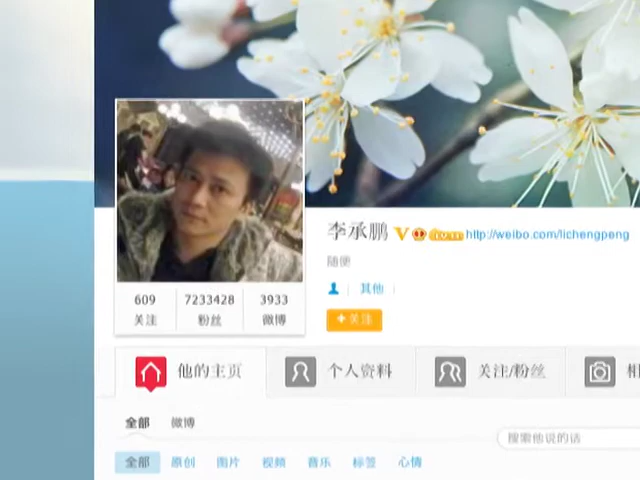 李承鹏 http://weibo.com/lichengpeng
随便
其他
609 7233428 3933
关注 粉丝 微博
+关注
他的主页 个人资料 关注/粉丝 相
全部 微博
搜索他说的话
全部 原创 图片 视频 音乐 标签 心情